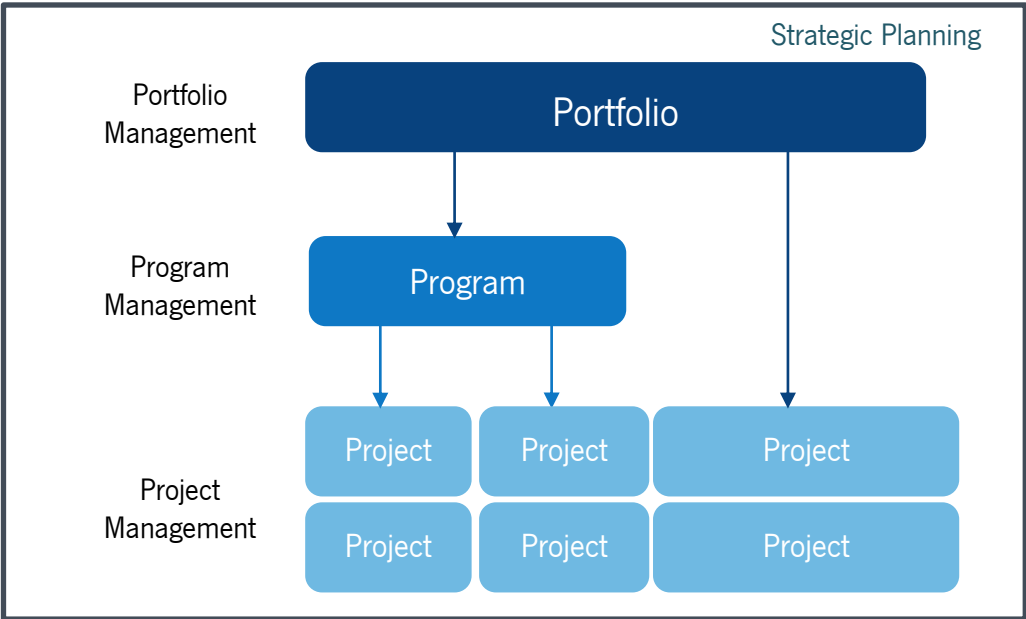 Strategic Planning
Portfolio
Management
Portfolio
Program
Management
Program
Project
Management
Project Project Project
Project Project Project